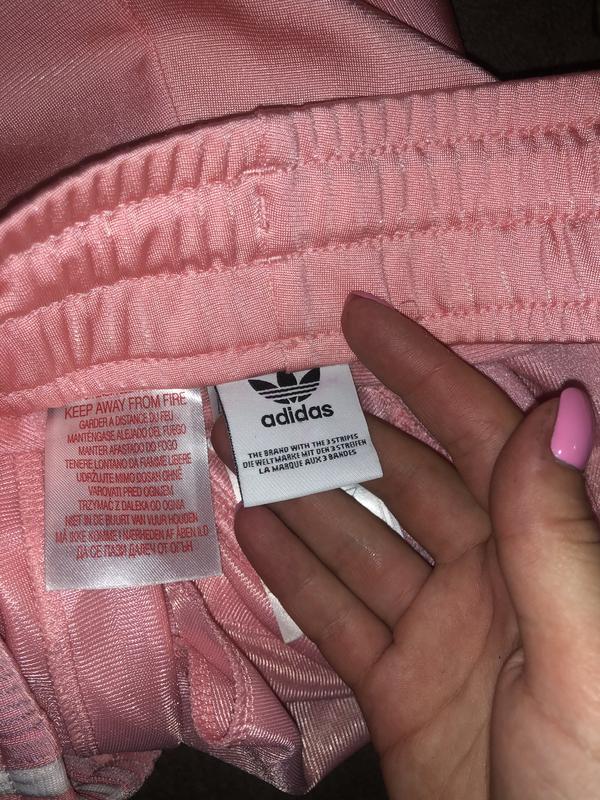 KEEP AWAY FROM FIRE
GARDER A DISTANCE DU FEU
MANTENGASE ALEJADO DEL FUEGO
MANTER AFASTADO DO FOGO
TENERE LONTANO DA FIAMME LIBERE
UDRŽUJTE MIMO DOSAH OHNĚ
VAROVATI PRED OGNJEM
TRZYMAĆ Z DALEKA OD OGNIA
NIET IN DE BUURT VAN VUUR HOUDEN
MÅ IKKE KOMME I NÆRHEDEN AF ÅBEN ILD
ДА СЕ ПАЗИ ДАЛЕЧ ОТ ОГЪН
adidas
THE BRAND WITH THE 3 STRIPES
DIE WELTMARKE MIT DEN 3 STREIFEN
LA MARQUE AUX 3 BANDES